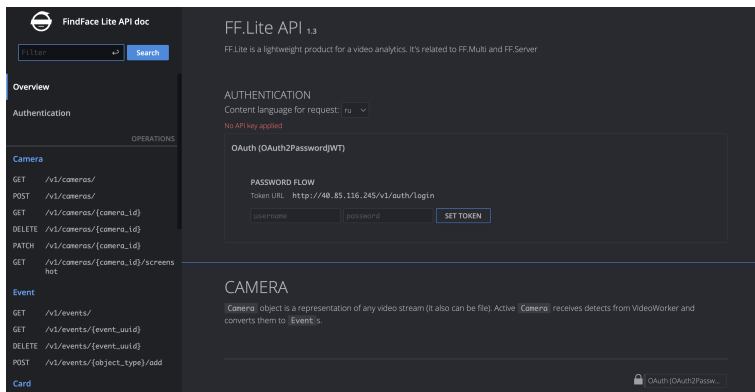 FindFace Lite API doc
Filter
Search
Overview
Authentication
OPERATIONS
Camera
GET /v1/cameras/
POST /v1/cameras/
GET /v1/cameras/{camera_id}
DELETE /v1/cameras/{camera_id}
PATCH /v1/cameras/{camera_id}
GET /v1/cameras/{camera_id}/screens
hot
Event
GET /v1/events/
GET /v1/events/{event_uuid}
DELETE /v1/events/{event_uuid}
POST /v1/events/{object_type}/add
Card
FF.Lite API 1.3
FF.Lite is a lightweight product for a video analytics. It's related to FF.Multi and FF.Server
AUTHENTICATION
Content language for request: ru
No API key applied
OAuth (OAuth2PasswordJWT)
PASSWORD FLOW
Token URL http://40.85.116.245/v1/auth/login
username password SET TOKEN
CAMERA
Camera object is a representation of any video stream (it also can be file). Active Camera receives detects from VideoWorker and
converts them to Event s.
OAuth (OAuth2Passw...